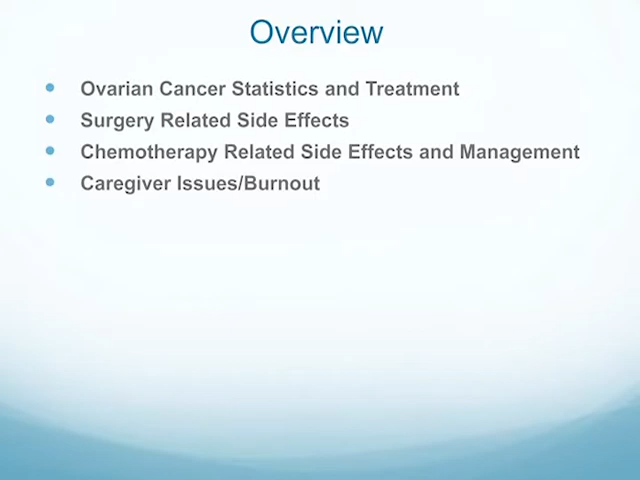 Overview
Ovarian Cancer Statistics and Treatment
Surgery Related Side Effects
Chemotherapy Related Side Effects and Management
Caregiver Issues/Burnout